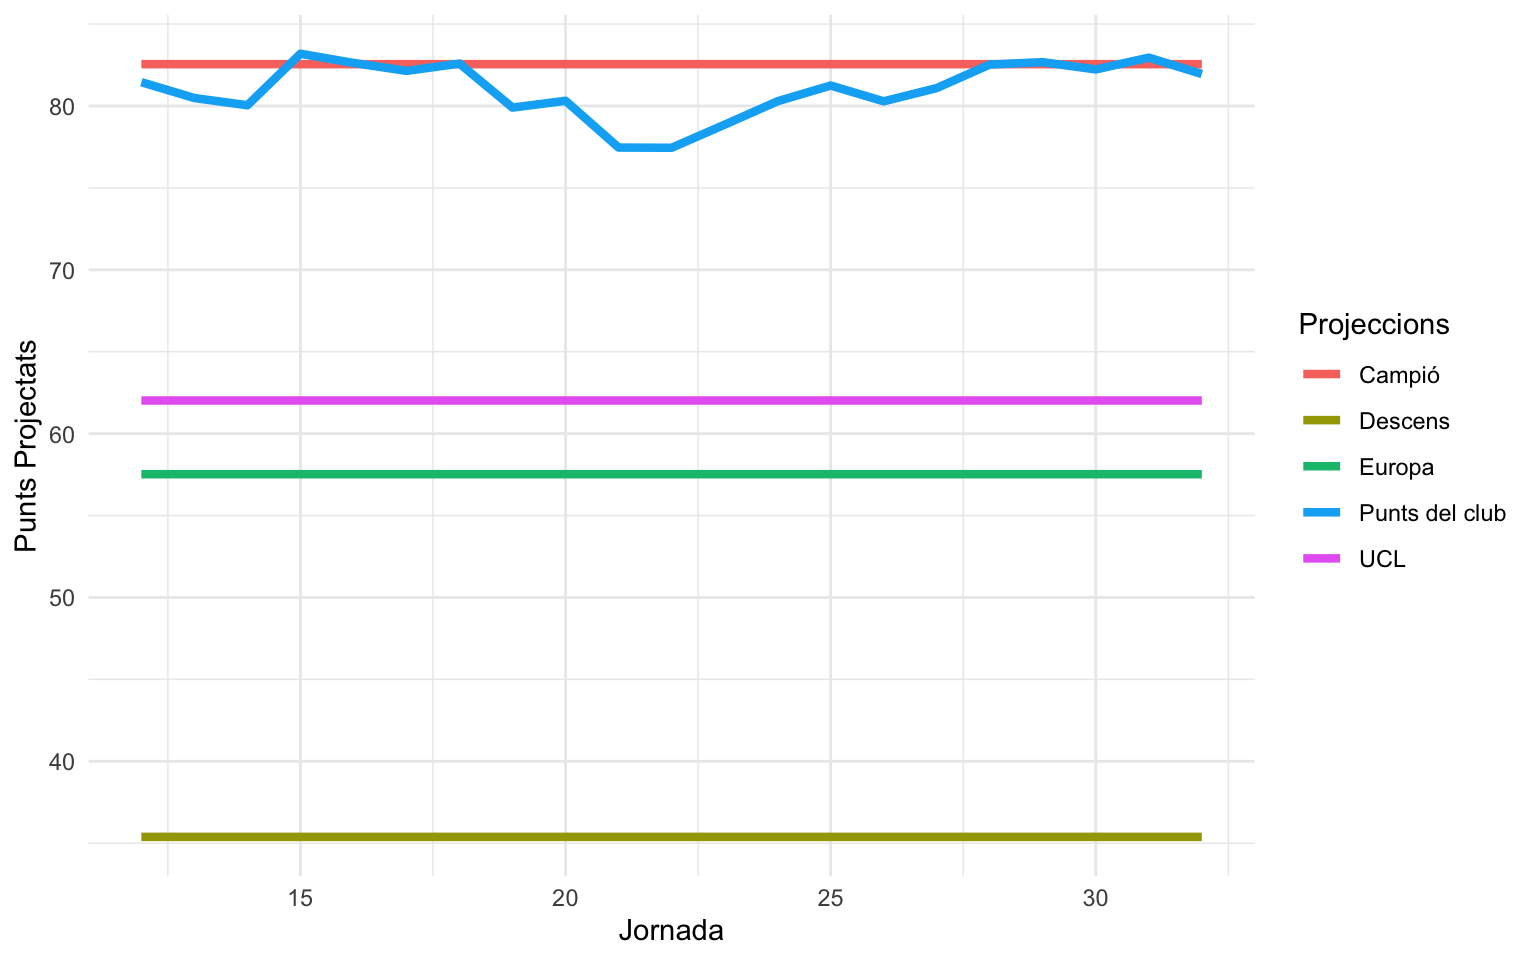 80
70
60
50
40
Punts Projectats
15 20 25 30
Jornada
Projeccions
Campió
Descens
Europa
Punts del club
UCL